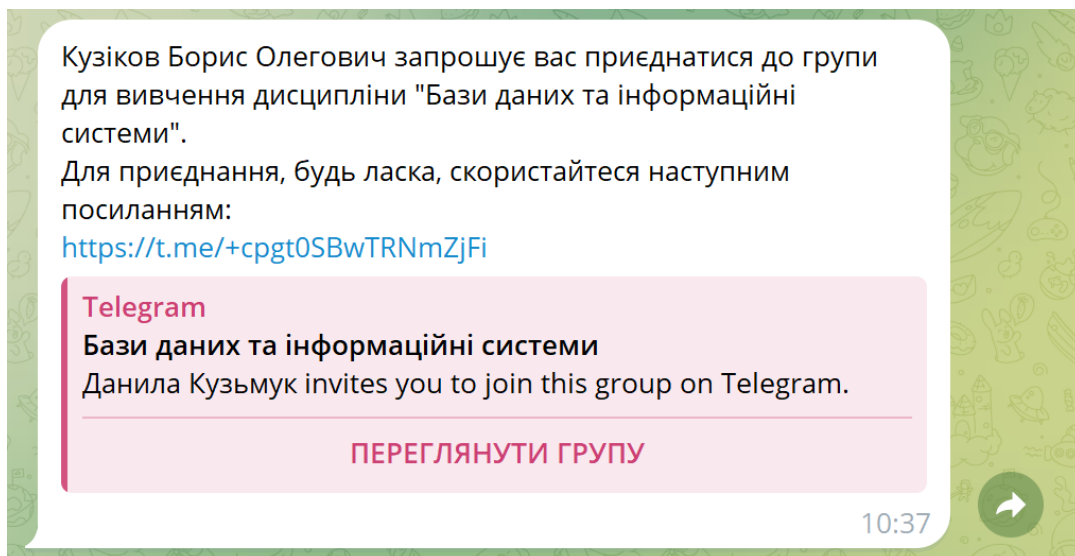 Кузіков Борис Олегович запрошує вас приєднатися до групи
для вивчення дисципліни "Бази даних та інформаційні
системи".
Для приєднання, будь ласка, скористайтеся наступним
посиланням:
https://t.me/+cpgt0SBwTRNmZjFi
Telegram
Бази даних та інформаційні системи
Данила Кузьмук invites you to join this group on Telegram.
ПЕРЕГЛЯНУТИ ГРУПУ
10:37